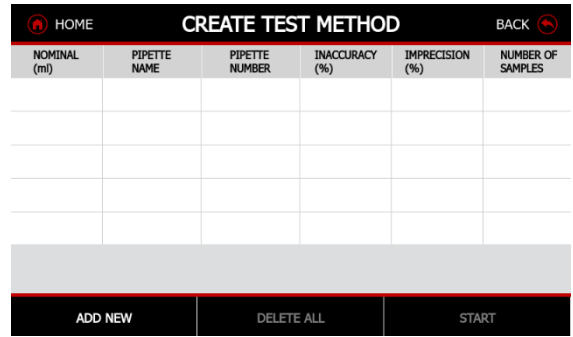 HOME
CREATE TEST METHOD
BACK
NOMINAL
(ml)
PIPETTE
NAME
PIPETTE
NUMBER
INACCURACY
(%)
IMPRECISION
(%)
NUMBER OF
SAMPLES
ADD NEW
DELETE ALL
START